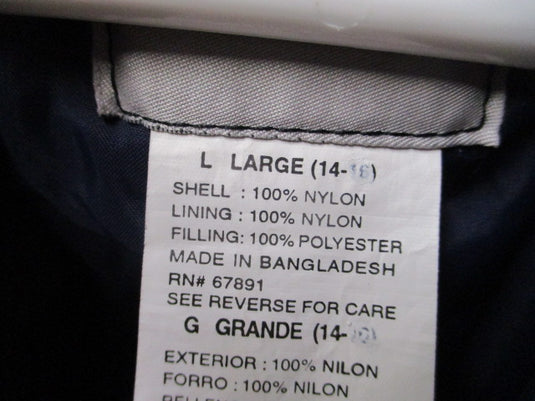 L LARGE (14-16)
SHELL : 100% NYLON
LINING : 100% NYLON
FILLING: 100% POLYESTER
MADE IN BANGLADESH
RN# 67891
SEE REVERSE FOR CARE
G GRANDE (14-
EXTERIOR : 100% NILON
FORRO : 100% NILON